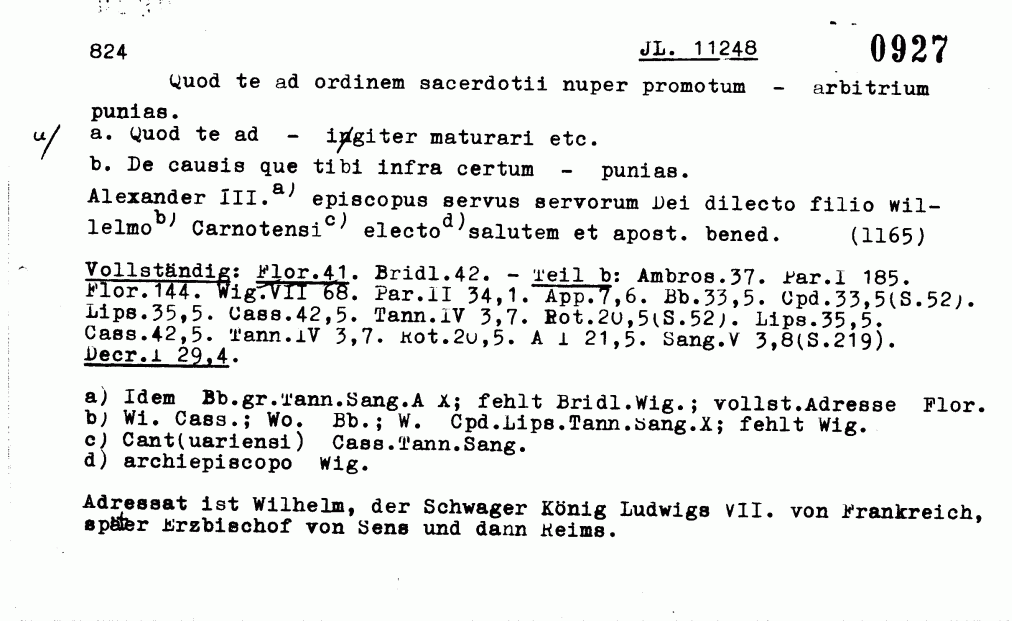 824 JL. 11248 0927
Quod te ad ordinem sacerdotii nuper promotum - arbitrium
punias.
u/ a. Quod te ad - ingiter maturari etc.
b. De causis que tibi infra certum - punias.
Alexander III.a) episcopus servus servorum Dei dilecto filio Wil-
lelmob) Carnotensic) electod)salutem et apost. bened. (1165)
Vollständig: Flor.41. Bridl.42. - Teil b: Ambros.37. Par.I 185.
Flor.144. Wig.VII 68. Par.II 34,1. App.7,6. Bb.33,5. Cpd.33,5(S.52).
Lips.35,5. Cass.42,5. Tann.IV 3,7. Rot.20,5(S.52). Lips.35,5.
Cass.42,5. Tann.IV 3,7. Rot.20,5. A I 21,5. Sang.V 3,8(S.219).
Decr.I 29,4.
a) Idem Bb.gr.Tann.Sang.A X; fehlt Bridl.Wig.; vollst.Adresse Flor.
b) Wi. Cass.; Wo. Bb.; W. Cpd.Lips.Tann.Sang.X; fehlt Wig.
c) Cant(uariensi) Cass.Tann.Sang.
d) archiepiscopo Wig.
Adressat ist Wilhelm, der Schwager König Ludwigs VII. von Frankreich,
später Erzbischof von Sens und dann Reims.